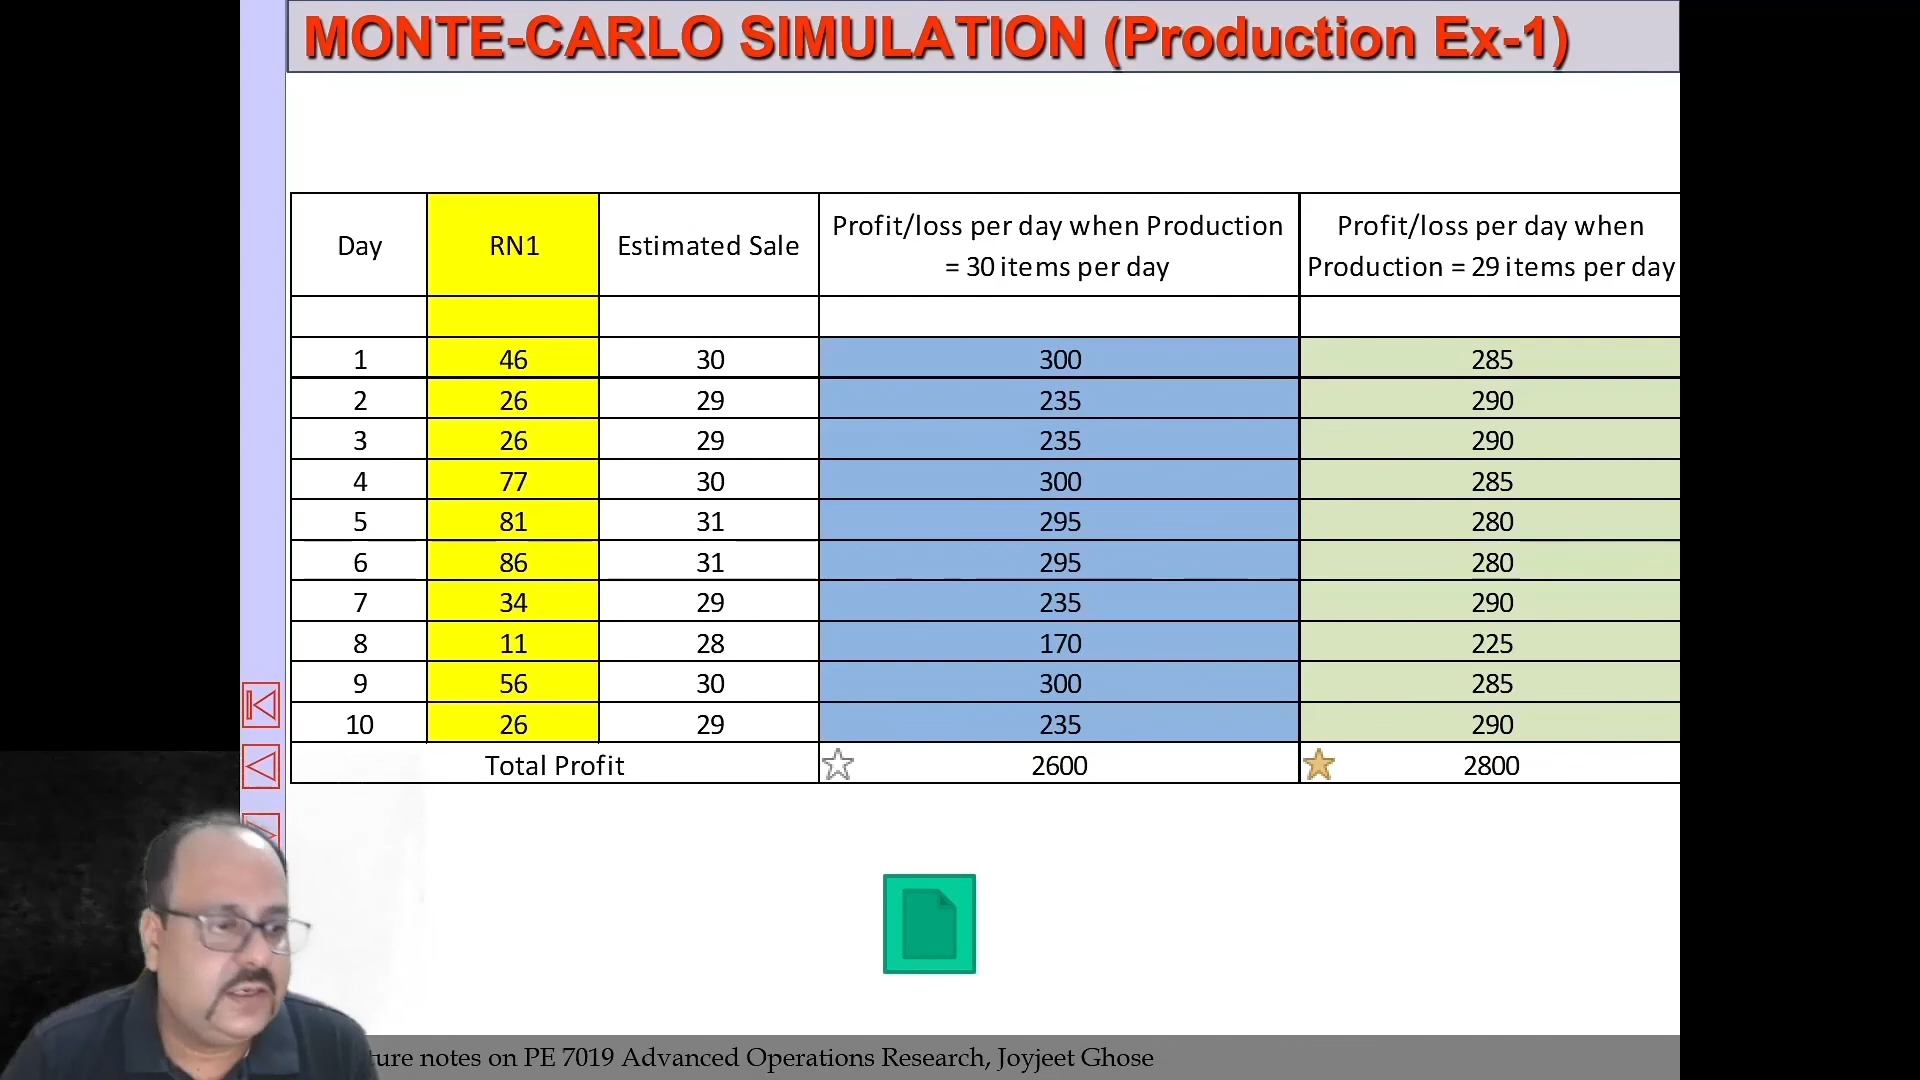 MONTE-CARLO SIMULATION (Production Ex-1)
Day RN1 Estimated Sale Profit/loss per day when Production = 30 items per day Profit/loss per day when Production = 29 items per day
1 46 30 300 285
2 26 29 235 290
3 26 29 235 290
4 77 30 300 285
5 81 31 295 280
6 86 31 295 280
7 34 29 235 290
8 11 28 170 225
9 56 30 300 285
10 26 29 235 290
Total Profit 2600 2800
ture notes on PE 7019 Advanced Operations Research, Joyjeet Ghose